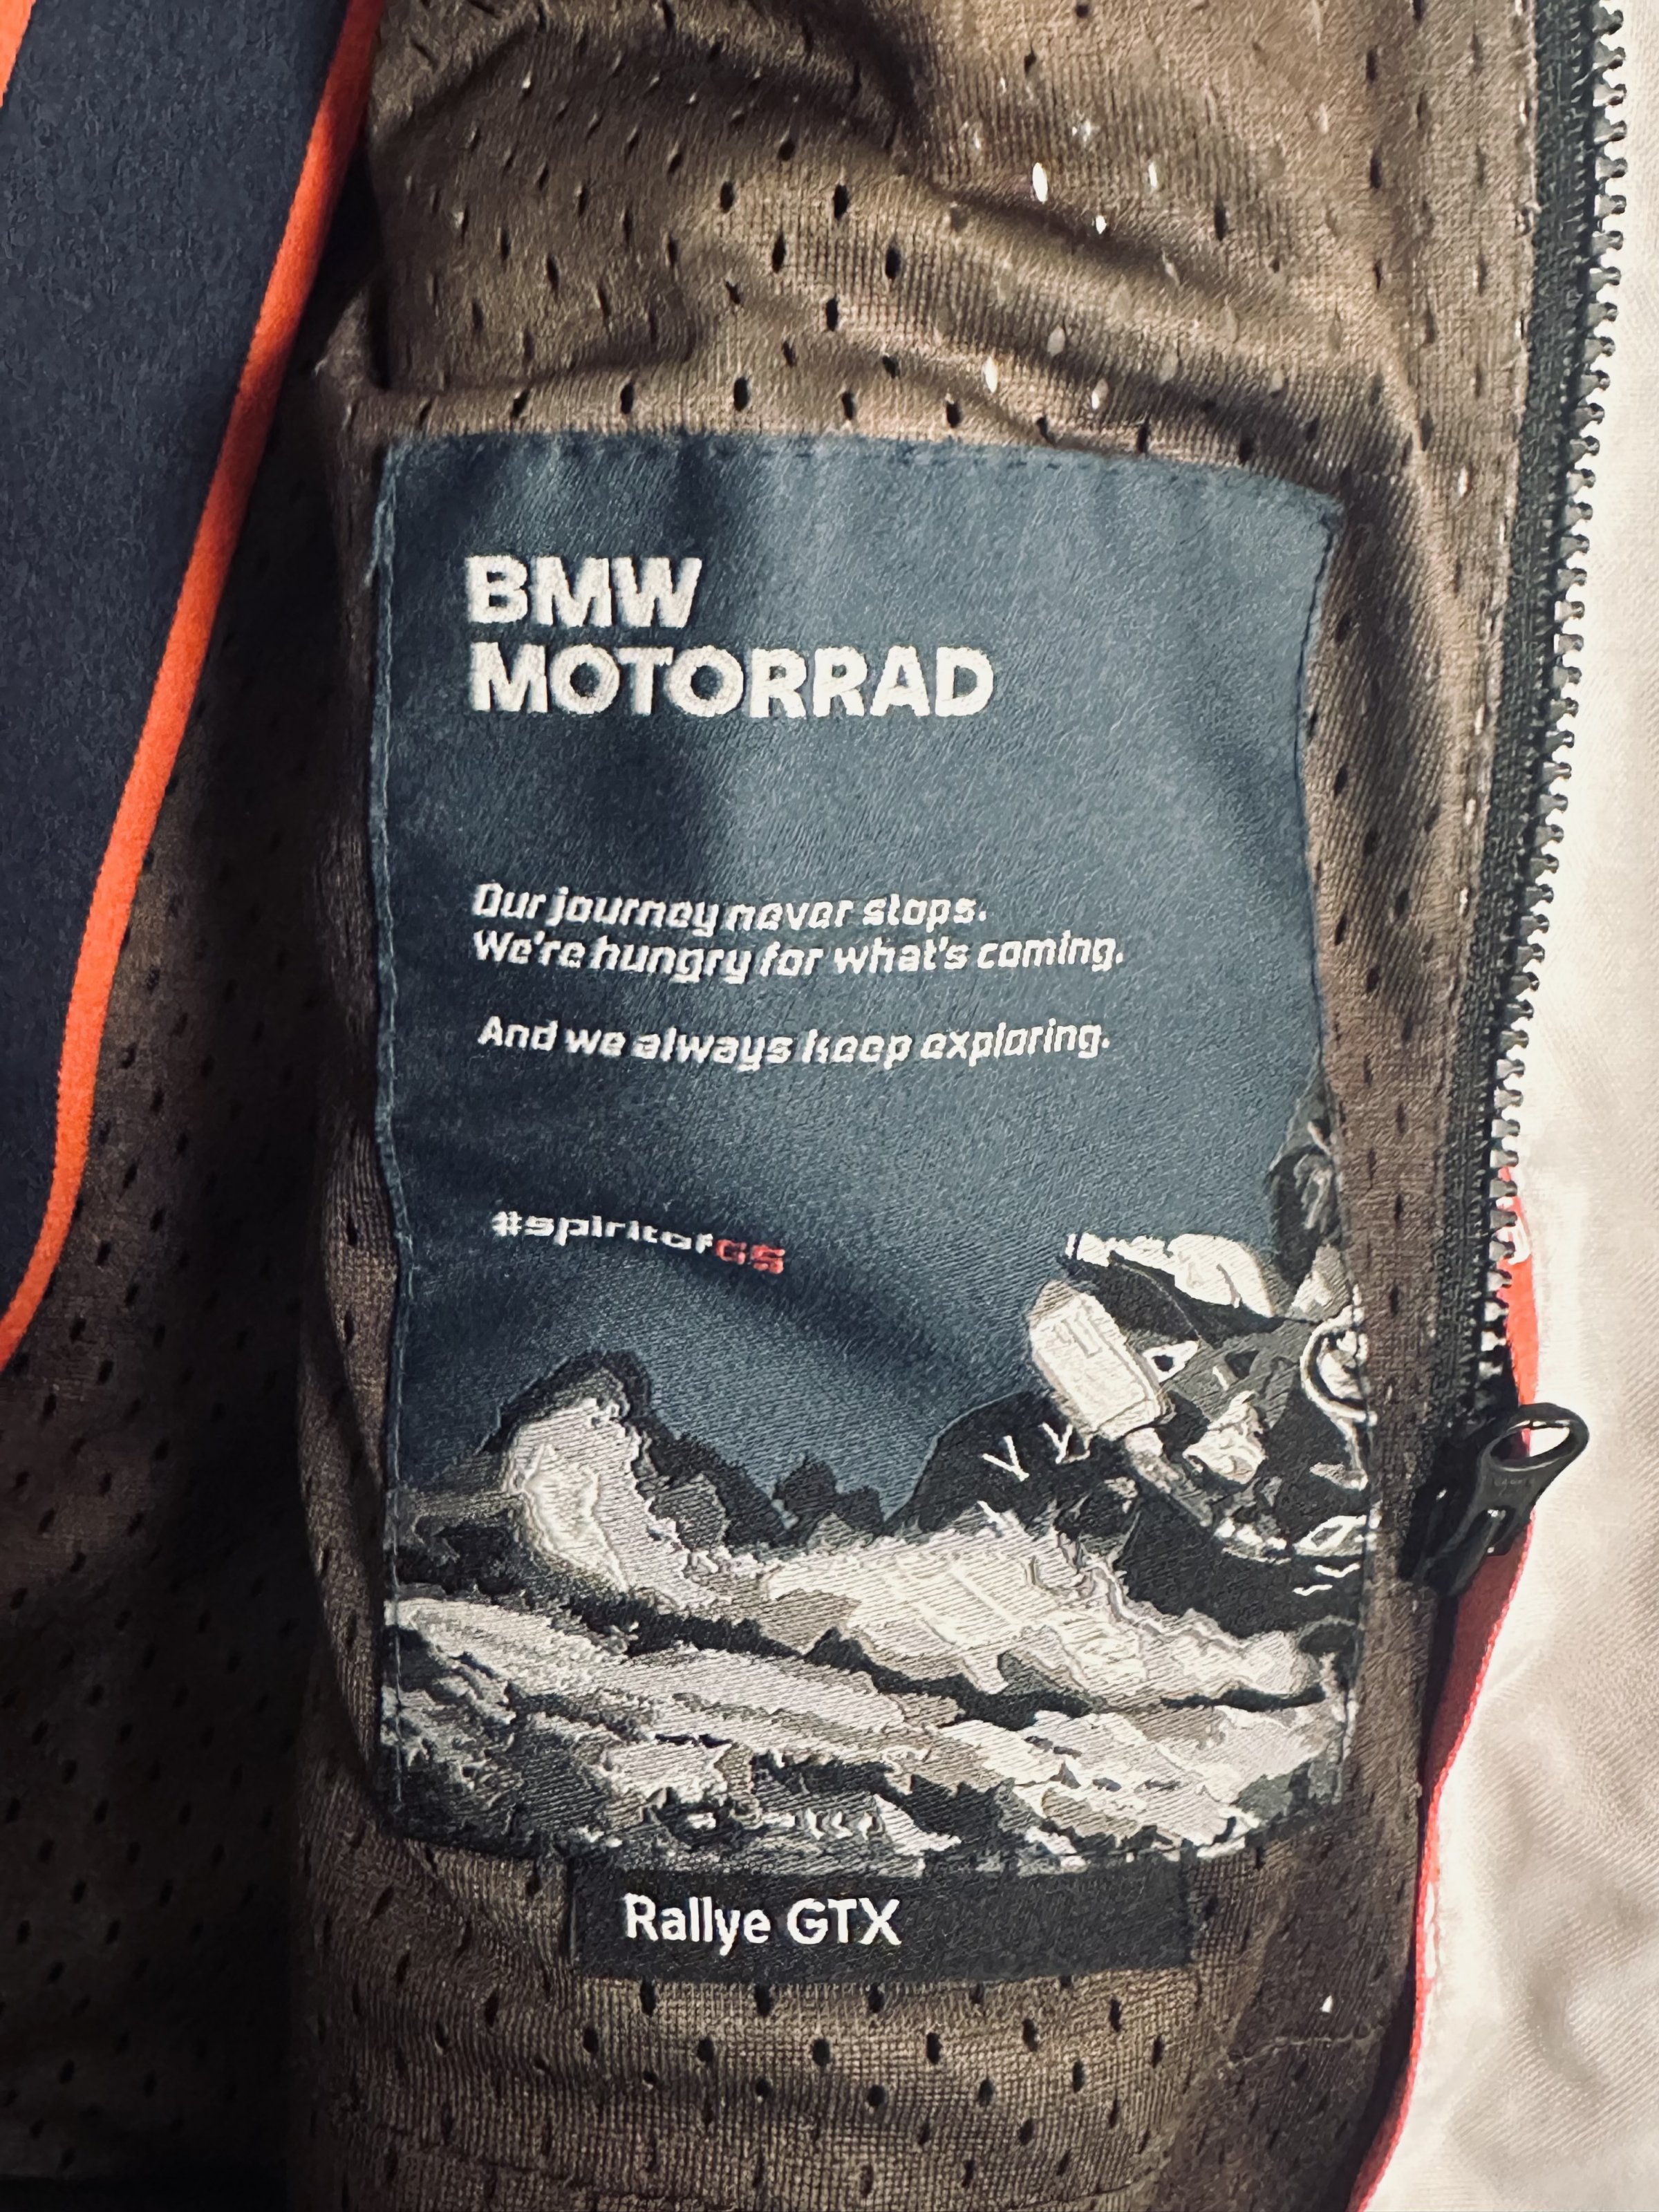 BMW
MOTORRAD
Our journey never stops.
We're hungry for what's coming.
And we always keep exploring.
#spiritofGS
Rallye GTX